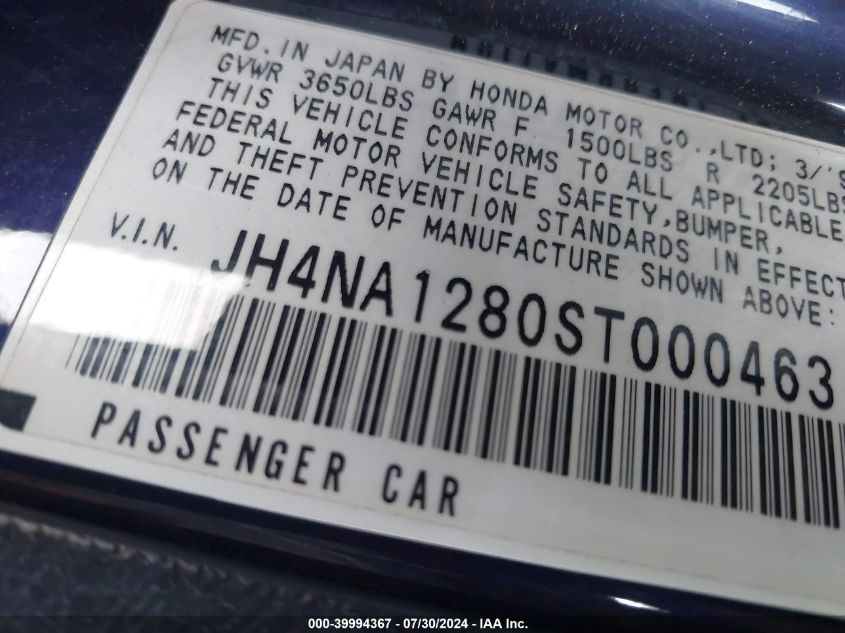 MFD. IN JAPAN BY HONDA MOTOR CO.,LTD; 3/'9
GVWR 3650LBS GAWR F 1500LBS R 2205LBS
THIS VEHICLE CONFORMS TO ALL APPLICABLE
FEDERAL MOTOR VEHICLE SAFETY,BUMPER,
AND THEFT PREVENTION STANDARDS IN EFFECT
ON THE DATE OF MANUFACTURE SHOWN ABOVE:
V.I.N. JH4NA1280ST000463
PASSENGER CAR
000-39994367 / 07/30/2024 - IAA Inc.